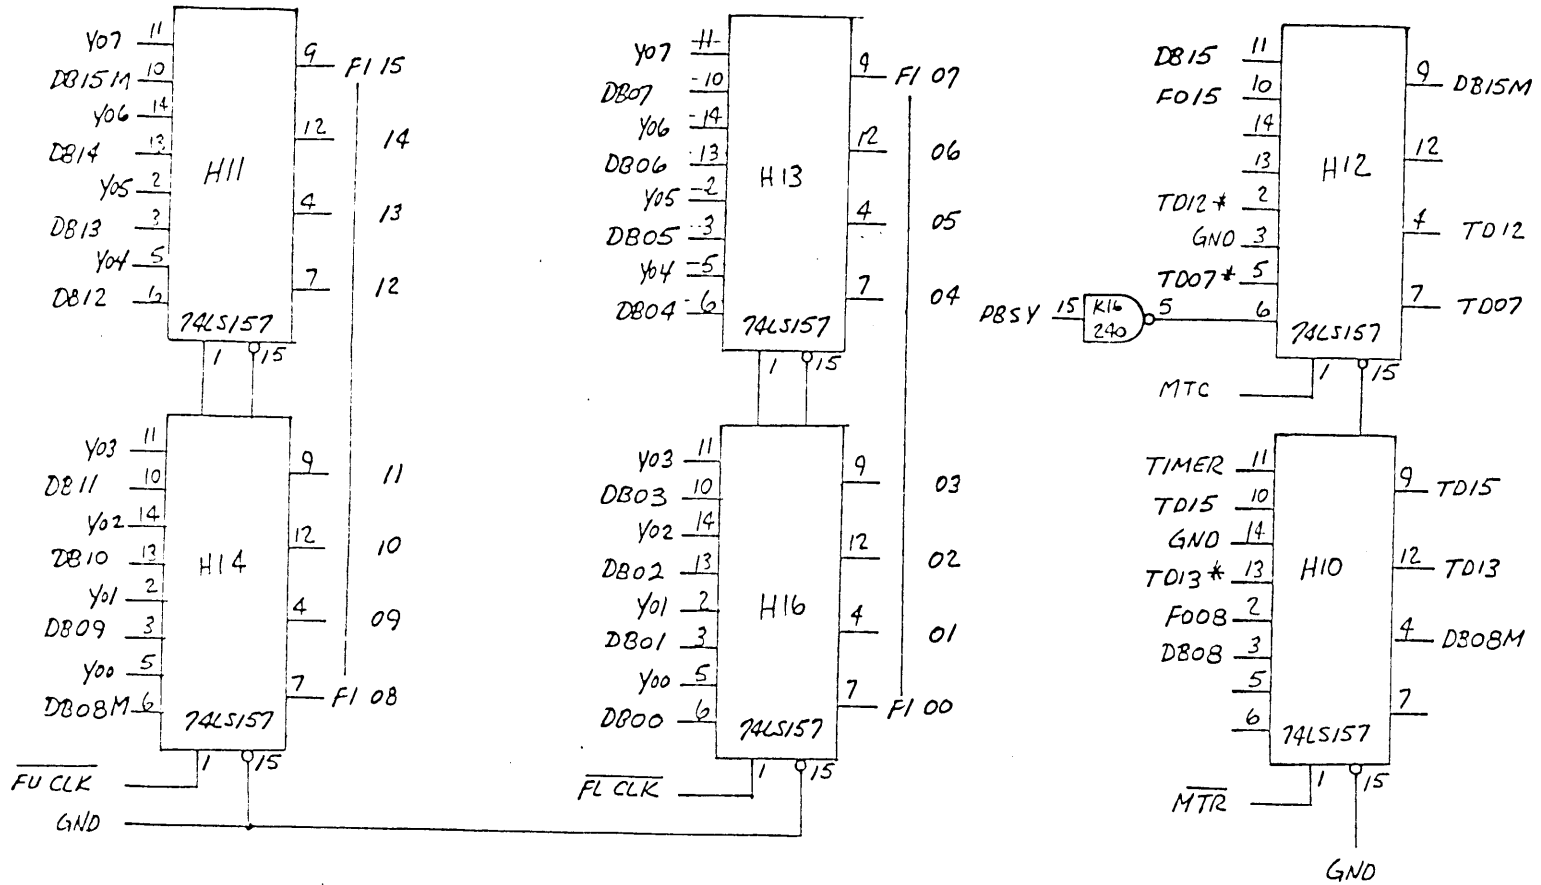 Y07 11
9 FI 15
DB15M 10
Y06 14
12 14
DB14 13
H11
Y05 2
4 13
DB13 3
Y04 5
7 12
DB12 6
74LS157
1 15
Y03 11
9 11
DB11 10
Y02 14
12 10
DB10 13
H14
Y01 2
4 09
DB09 3
Y00 5
7 FI 08
DB08M 6
74LS157
1 15
FU CLK
GND
Y07 11
9 FI 07
DB07 10
Y06 14
12 06
DB06 13
H13
Y05 2
4 05
DB05 3
Y04 5
7 04
DB04 6
74LS157
1 15
Y03 11
9 03
DB03 10
Y02 14
12 02
DB02 13
H16
Y01 2
4 01
DB01 3
Y00 5
7 FI 00
DB00 6
74LS157
1 15
FL CLK
DB15 11
9 DB15M
FO15 10
14
12
13
H12
TD12* 2
4 TD12
GND 3
TD07* 5
7 TD07
PBSY 15 K16 5 6
240
74LS157
1 15
MTC
TIMER 11
9 TD15
TD15 10
GND 14
12 TD13
TD13* 13
H10
FO08 2
4 DB08M
DB08 3
5
7
6
74LS157
1 15
MTR
GND